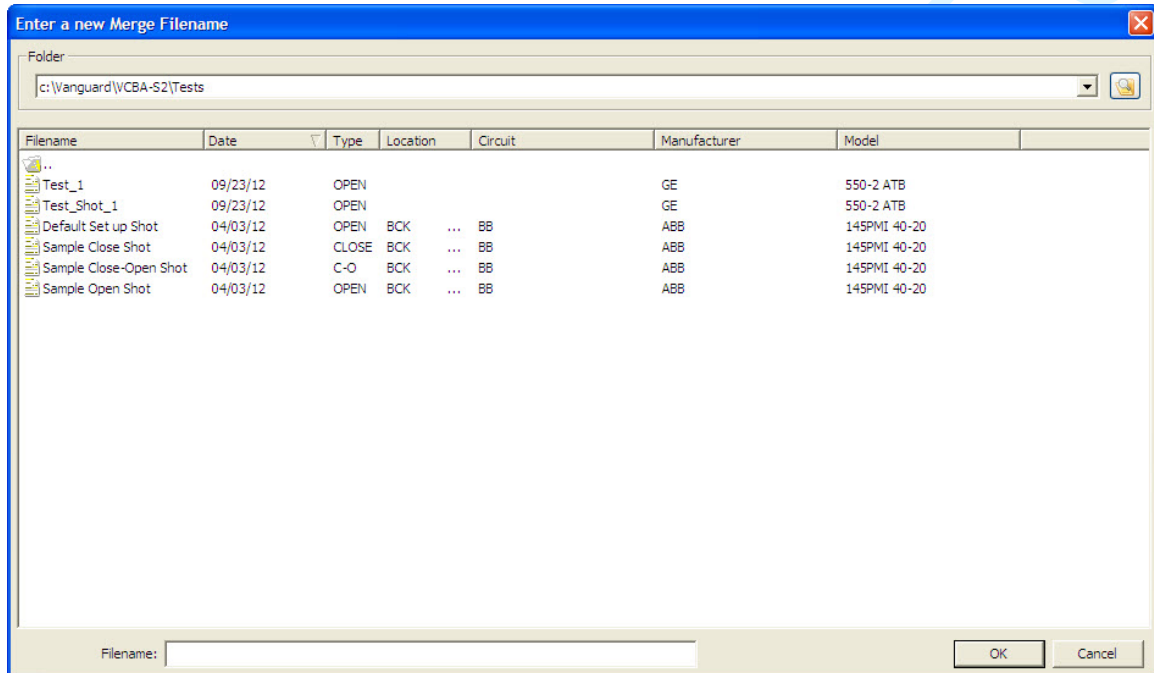 Enter a new Merge Filename
Folder
c:\Vanguard\VCBA-S2\Tests
Filename Date Type Location Circuit Manufacturer Model
..
Test_1 09/23/12 OPEN GE 550-2 ATB
Test_Shot_1 09/23/12 OPEN GE 550-2 ATB
Default Set up Shot 04/03/12 OPEN BCK ... BB ABB 145PMI 40-20
Sample Close Shot 04/03/12 CLOSE BCK ... BB ABB 145PMI 40-20
Sample Close-Open Shot 04/03/12 C-O BCK ... BB ABB 145PMI 40-20
Sample Open Shot 04/03/12 OPEN BCK ... BB ABB 145PMI 40-20
Filename: OK Cancel